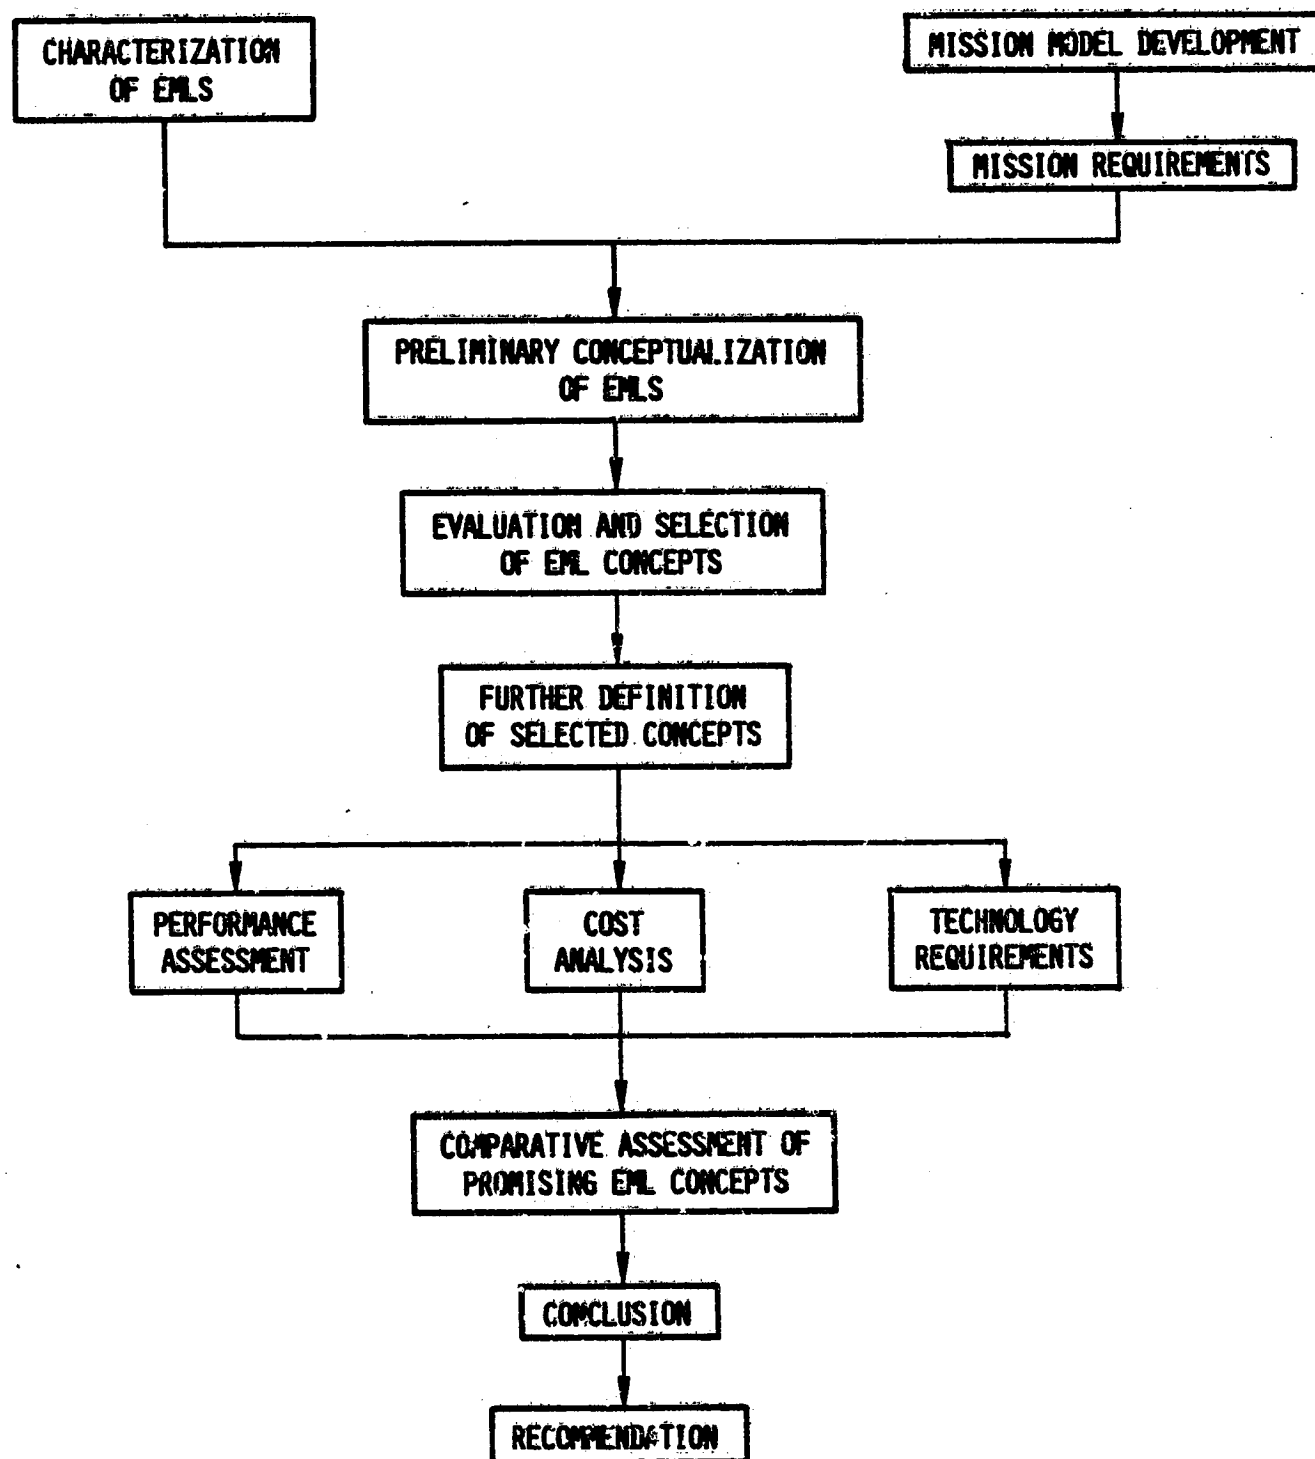 CHARACTERIZATION
OF EMLS
MISSION MODEL DEVELOPMENT
MISSION REQUIREMENTS
PRELIMINARY CONCEPTUALIZATION
OF EMLS
EVALUATION AND SELECTION
OF EML CONCEPTS
FURTHER DEFINITION
OF SELECTED CONCEPTS
PERFORMANCE
ASSESSMENT
COST
ANALYSIS
TECHNOLOGY
REQUIREMENTS
COMPARATIVE ASSESSMENT OF
PROMISING EML CONCEPTS
CONCLUSION
RECOMMENDATION